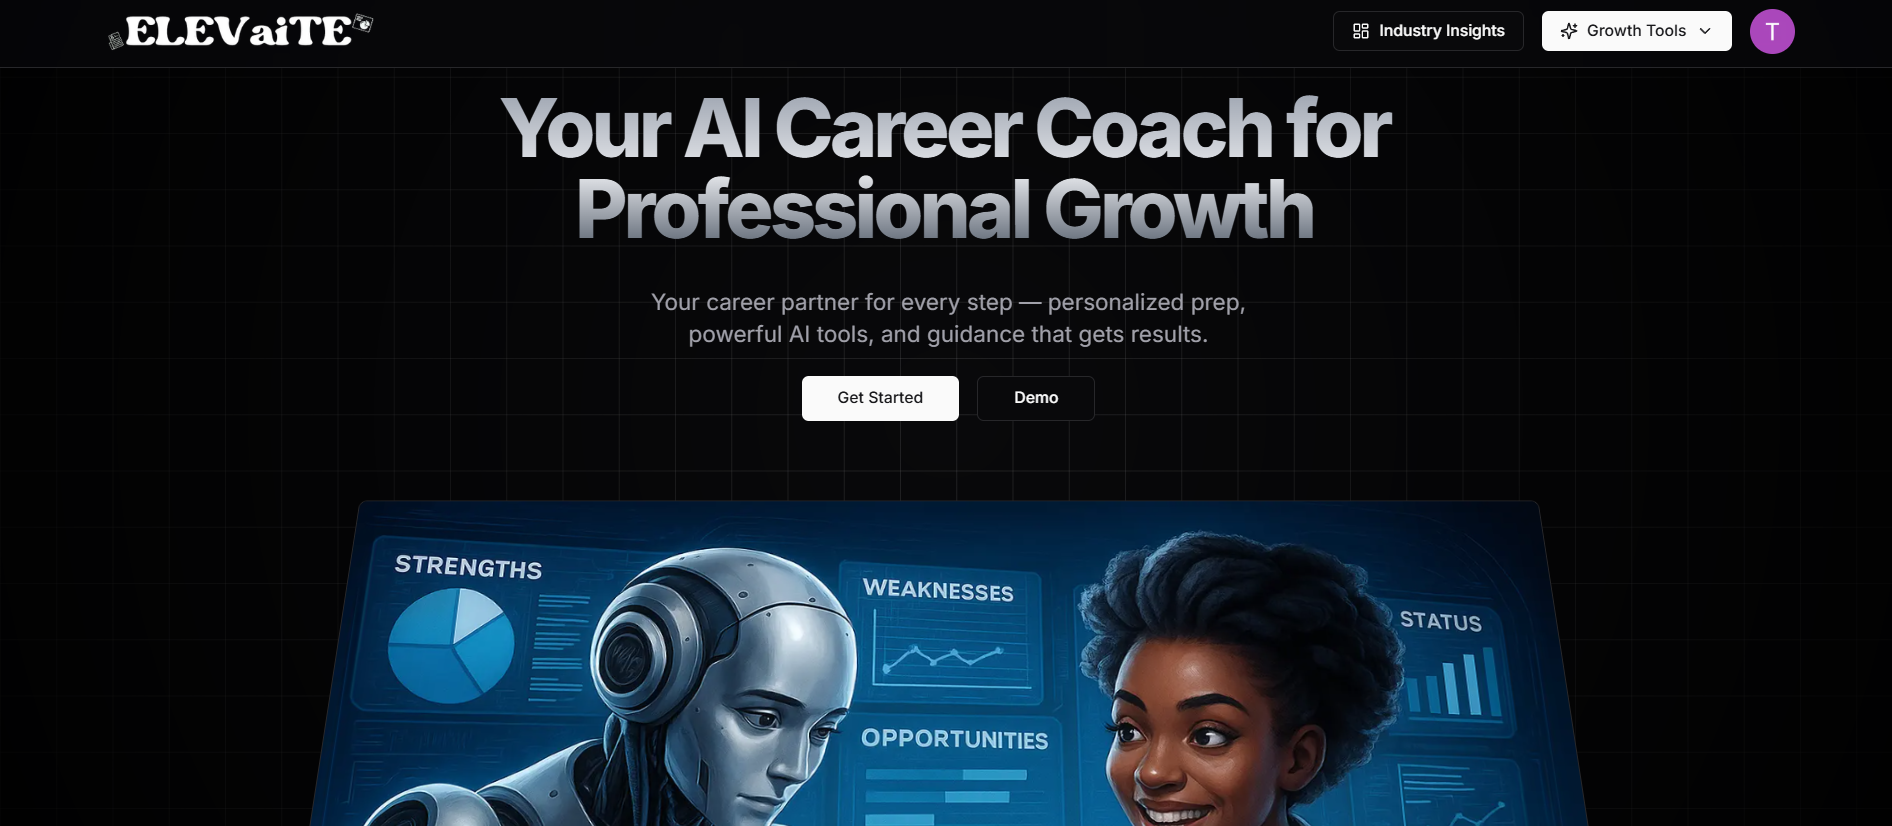 ELEVaiTE
Industry Insights
Growth Tools
T
Your AI Career Coach for
Professional Growth
Your career partner for every step — personalized prep,
powerful AI tools, and guidance that gets results.
Get Started
Demo
STRENGTHS
WEAKNESSES
STATUS
OPPORTUNITIES